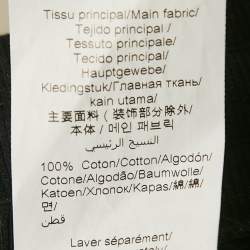 Tissu principal/Main fabric/
Tejido principal /
Tessuto principale/
Tecido principal/
Hauptgewebe/
Kledingstuk/Главная ткань/
kain utama/
主要面料 (装饰部分除外/
本体 / 메인 패브릭
النسيج الرئيسي
100% Coton/Cotton/Algodón/
Cotone/Algodão/Baumwolle/
Katoen/Хлопок/Kapas/綿/綿/
면/
قطن
Laver séparément/